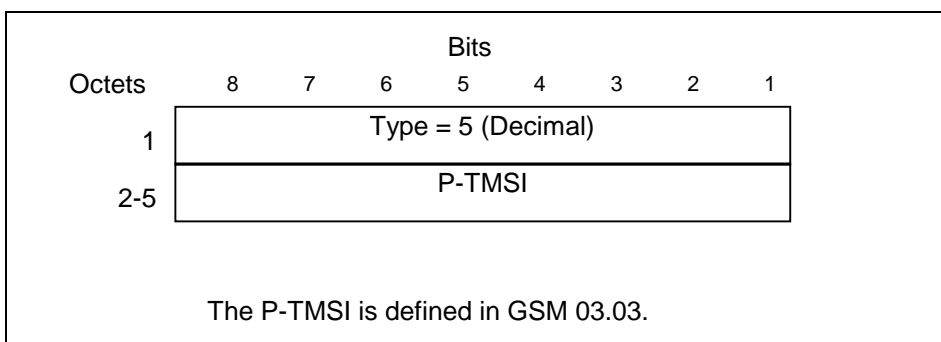 Bits
Octets 8 7 6 5 4 3 2 1
1 Type = 5 (Decimal)
2-5 P-TMSI
The P-TMSI is defined in GSM 03.03.